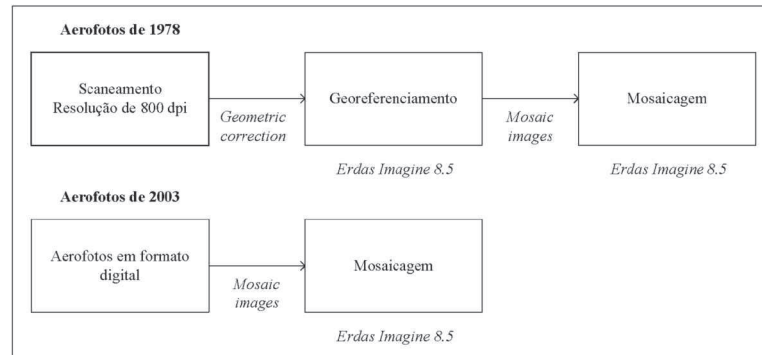 Aerofotos de 1978
Scaneamento
Resolução de 800 dpi
Geometric
correction
Georeferenciamento
Erdas Imagine 8.5
Mosaic
images
Mosaicagem
Erdas Imagine 8.5
Aerofotos de 2003
Aerofotos em formato
digital
Mosaic
images
Mosaicagem
Erdas Imagine 8.5